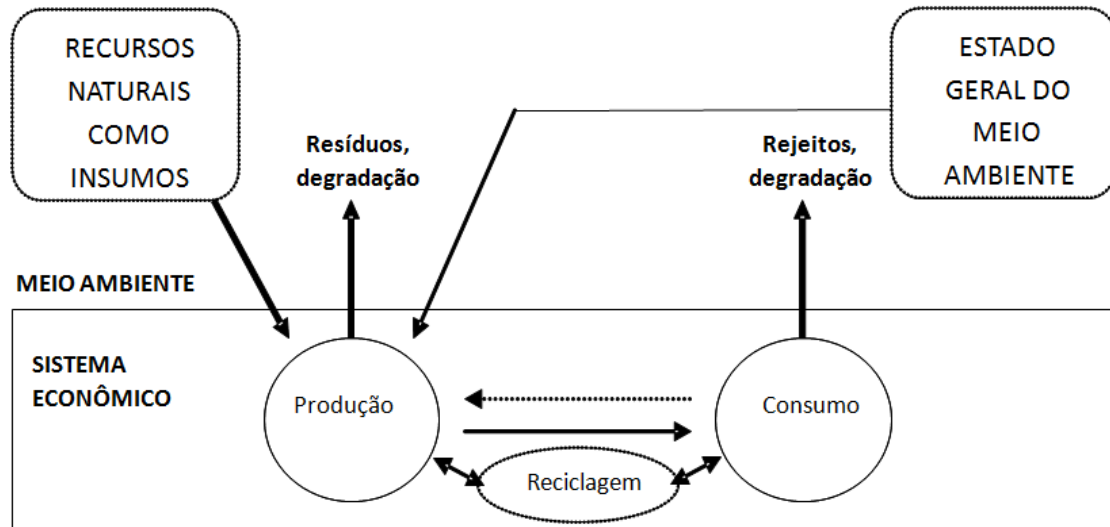 RECURSOS
NATURAIS
COMO
INSUMOS
ESTADO
GERAL DO
MEIO
AMBIENTE
Resíduos,
degradação
Rejeitos,
degradação
MEIO AMBIENTE
SISTEMA
ECONÔMICO
Produção
Consumo
Reciclagem